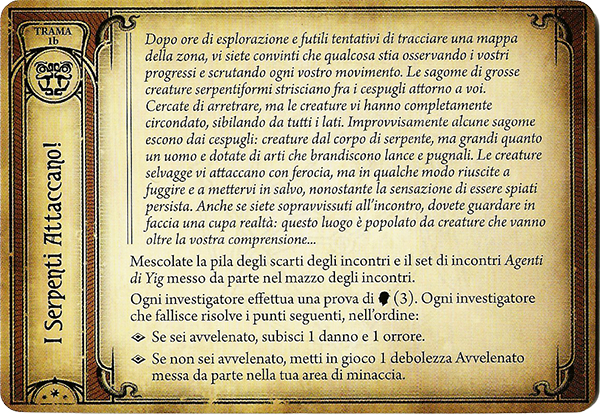 TRAMA
1b
I Serpenti Attaccano!
Dopo ore di esplorazione e futili tentativi di tracciare una mappa
della zona, vi siete convinti che qualcosa stia osservando i vostri
progressi e scrutando ogni vostro movimento. Le sagome di grosse
creature serpentiformi strisciano fra i cespugli attorno a voi.
Cercate di arretrare, ma le creature vi hanno completamente
circondato, sibilando da tutti i lati. Improvvisamente alcune sagome
escono dai cespugli: creature dal corpo di serpente, ma grandi quanto
un uomo e dotate di arti che brandiscono lance e pugnali. Le creature
selvagge vi attaccano con ferocia, ma in qualche modo riuscite a
fuggire e a mettervi in salvo, nonostante la sensazione di essere spiati
persista. Anche se siete sopravvissuti all'incontro, dovete guardare in
faccia una cupa realtà: questo luogo è popolato da creature che vanno
oltre la vostra comprensione...
Mescolate la pila degli scarti degli incontri e il set di incontri Agenti
di Yig messo da parte nel mazzo degli incontri.
Ogni investigatore effettua una prova di (3). Ogni investigatore
che fallisce risolve i punti seguenti, nell'ordine:
Se sei avvelenato, subisci 1 danno e 1 orrore.
Se non sei avvelenato, metti in gioco 1 debolezza Avvelenato
messa da parte nella tua area di minaccia.